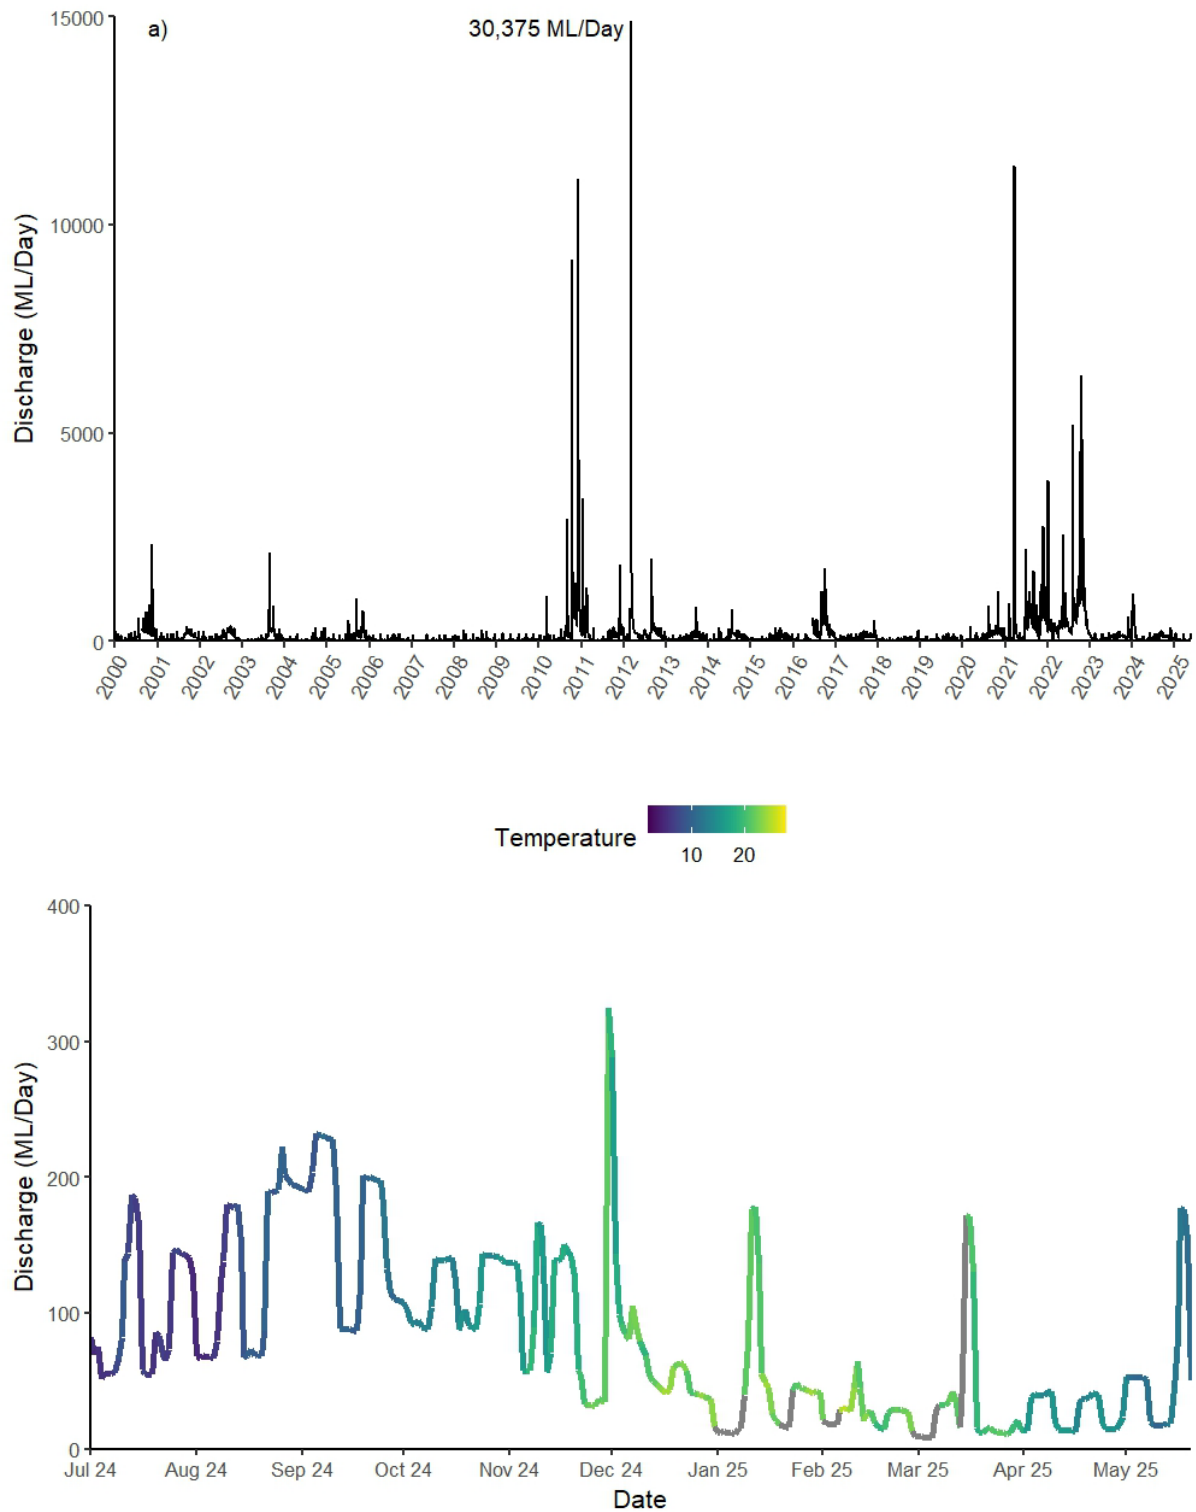 15000
a)
30,375 ML/Day
10000
5000
0
Discharge (ML/Day)
2000 2001 2002 2003 2004 2005 2006 2007 2008 2009 2010 2011 2012 2013 2014 2015 2016 2017 2018 2019 2020 2021 2022 2023 2024 2025
Temperature
10 20
400
300
200
100
0
Discharge (ML/Day)
Jul 24 Aug 24 Sep 24 Oct 24 Nov 24 Dec 24 Jan 25 Feb 25 Mar 25 Apr 25 May 25
Date